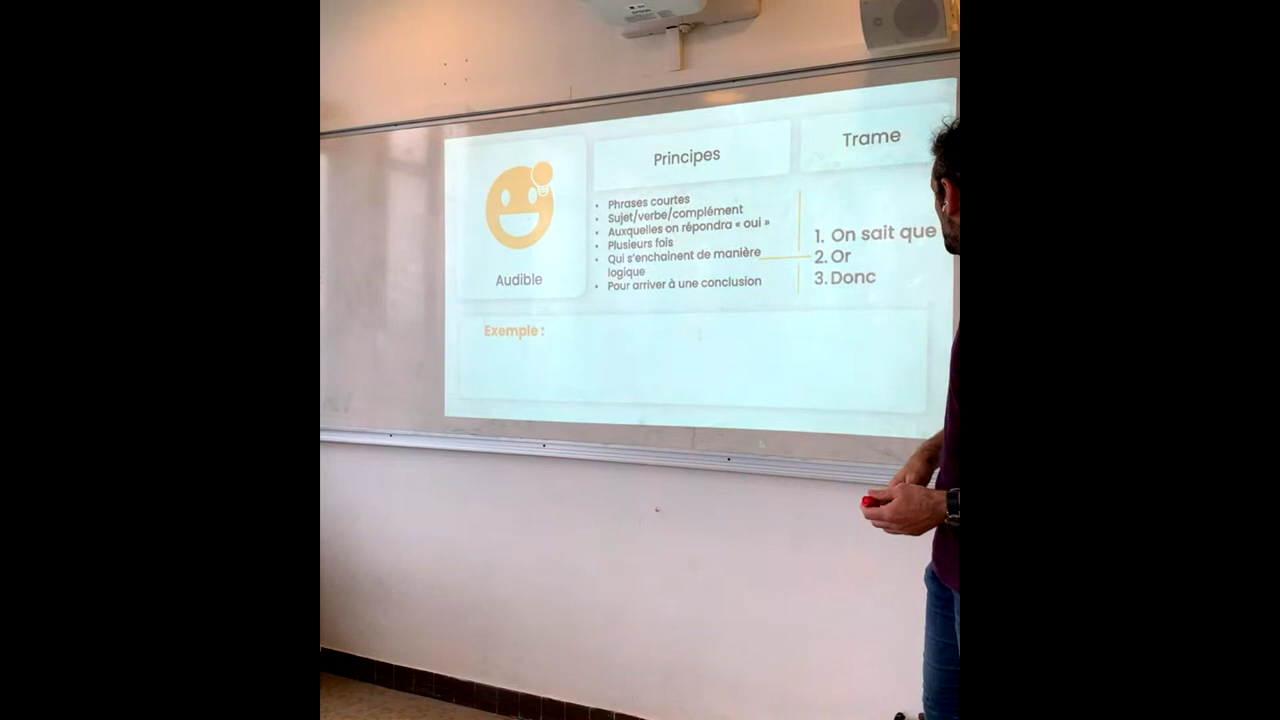 Principes
Trame
Audible
• Phrases courtes
• Sujet/verbe/complément
• Auxquelles on répondra « oui »
• Plusieurs fois
• Qui s'enchainent de manière
logique
• Pour arriver à une conclusion
1. On sait que
2. Or
3. Donc
Exemple :